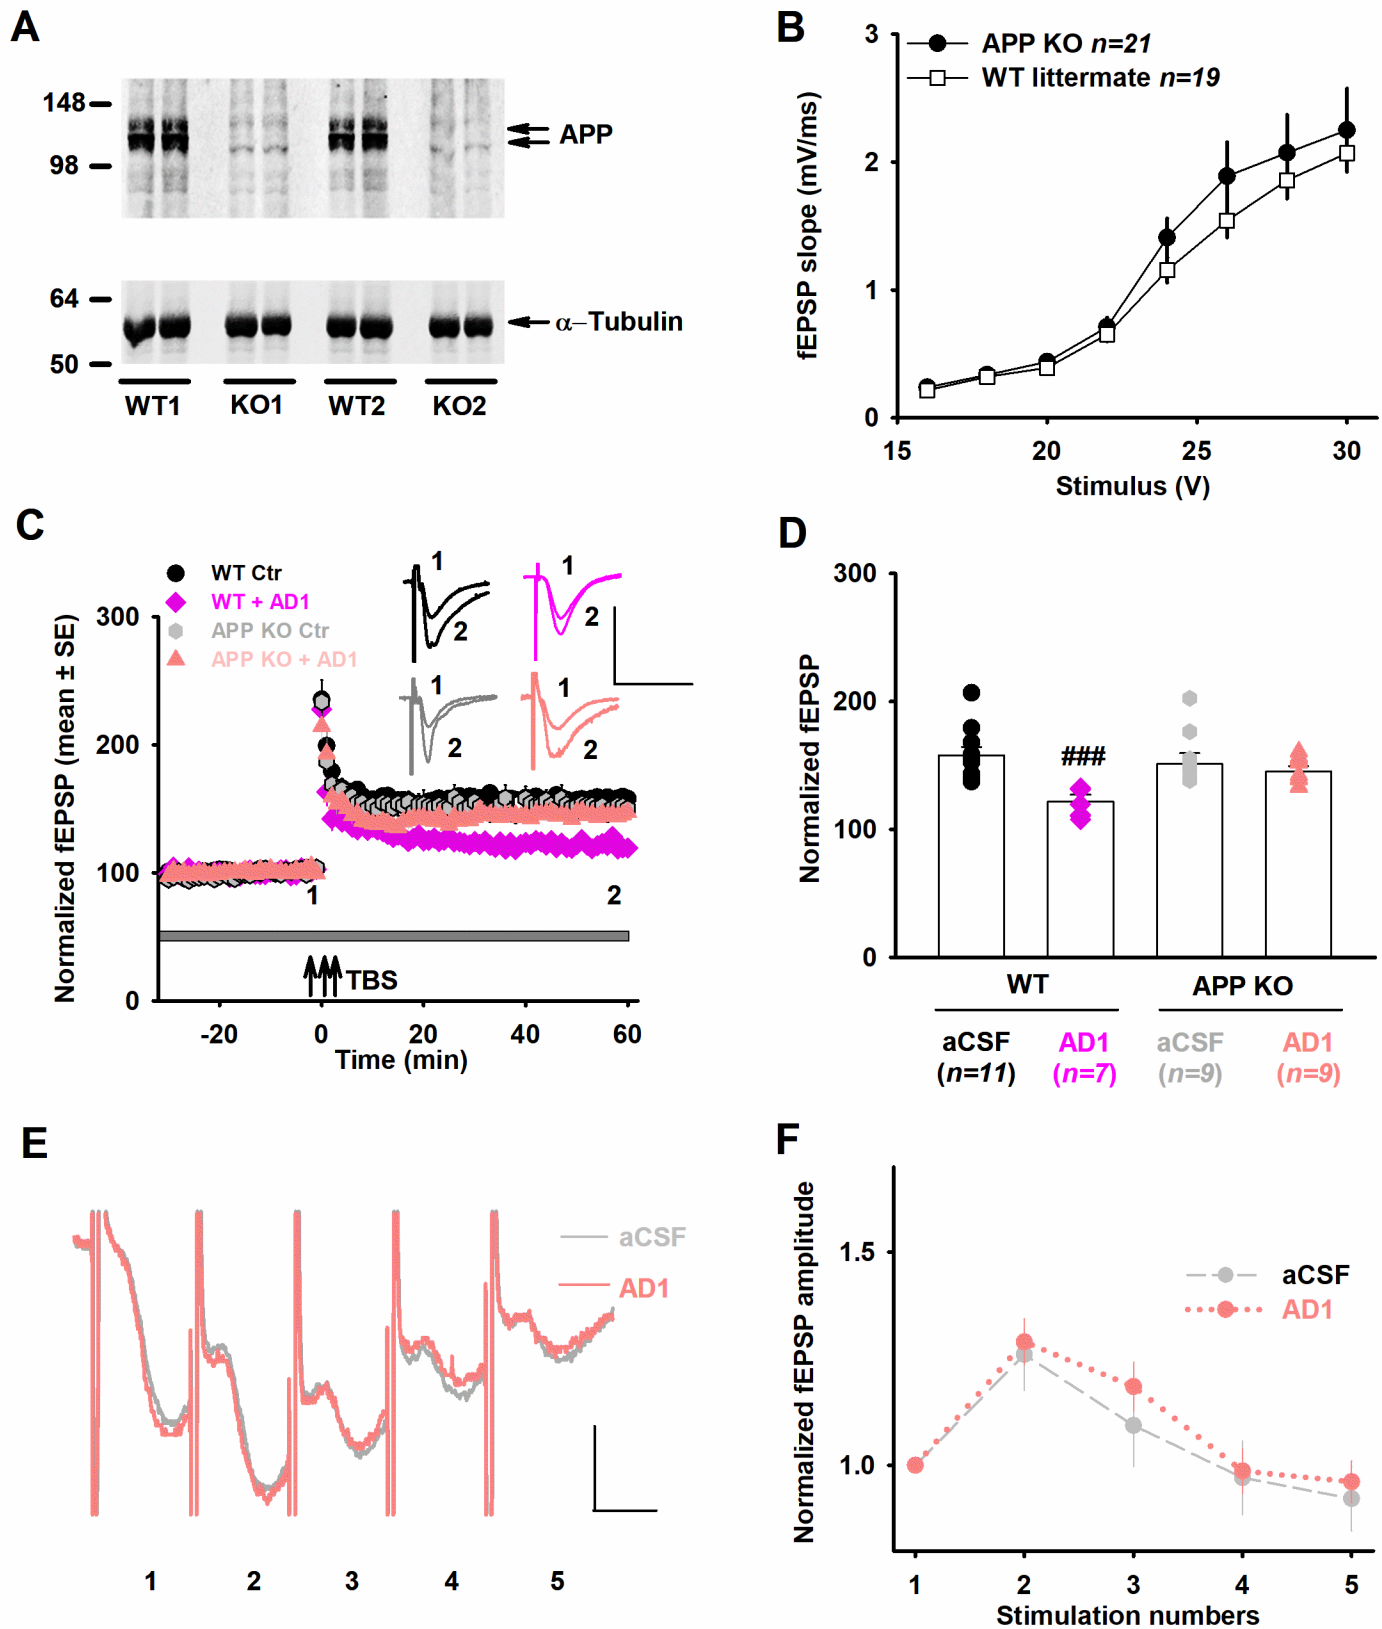 A
148
98
APP
64
50
α–Tubulin
WT1 KO1 WT2 KO2
B
APP KO n=21
WT littermate n=19
fEPSP slope (mV/ms)
3
2
1
0
15 20 25 30
Stimulus (V)
C
WT Ctr
WT + AD1
APP KO Ctr
APP KO + AD1
Normalized fEPSP (mean ± SE)
300
200
100
0
1
2
1
2
1
2
1
2
1
2
TBS
-20 0 20 40 60
Time (min)
D
Normalized fEPSP
300
200
100
0
###
WT APP KO
aCSF AD1 aCSF AD1
(n=11) (n=7) (n=9) (n=9)
E
aCSF
AD1
1 2 3 4 5
F
Normalized fEPSP amplitude
1.5
1.0
aCSF
AD1
1 2 3 4 5
Stimulation numbers